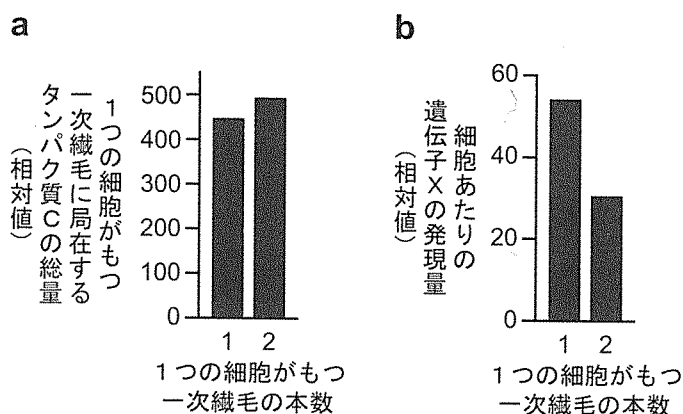 a
1つの細胞がもつ
一次繊毛に局在する
タンパク質Cの総量
（相対値）
500
400
300
200
100
0
1 2
1つの細胞がもつ
一次繊毛の本数
b
細胞あたりの
遺伝子Xの発現量
（相対値）
60
40
20
0
1 2
1つの細胞がもつ
一次繊毛の本数